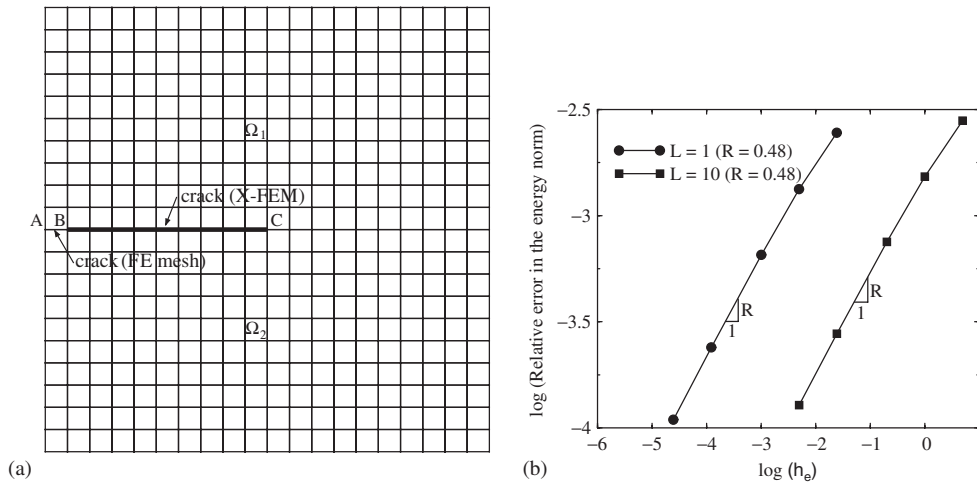 Ω1
crack (X-FEM)
A B C
crack (FE mesh)
Ω2
(a)
log (Relative error in the energy norm)
−2.5
−3
−3.5
−4
L = 1 (R = 0.48)
L = 10 (R = 0.48)
R
1
R
1
−6 −5 −4 −3 −2 −1 0
log (he)
(b)